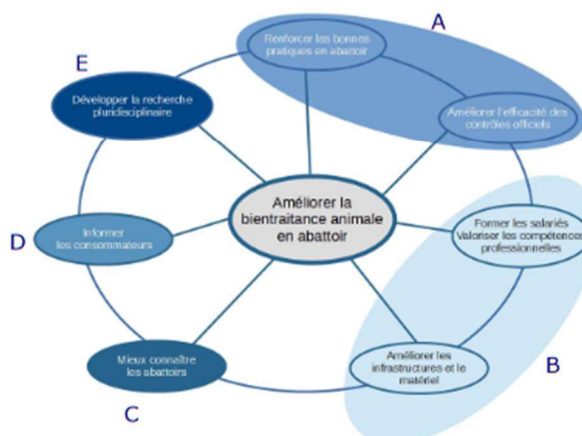 A
Renforcer les bonnes
pratiques en abattoir
E
Développer la recherche
pluridisciplinaire
Améliorer l'efficacité des
contrôles officiels
Améliorer la
bientraitance animale
en abattoir
Former les salariés
Valoriser les compétences
professionnelles
D
Informer
les consommateurs
B
Améliorer les
infrastructures et le
matériel
Mieux connaître
les abattoirs
C